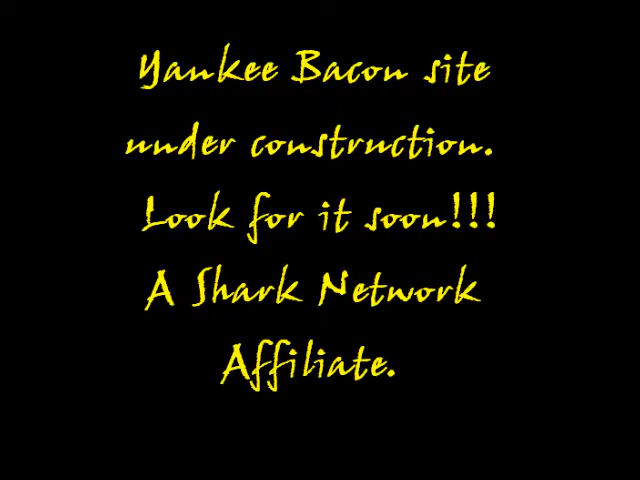 Yankee Bacon site
under construction.
Look for it soon!!!
A Shark Network
Affiliate.